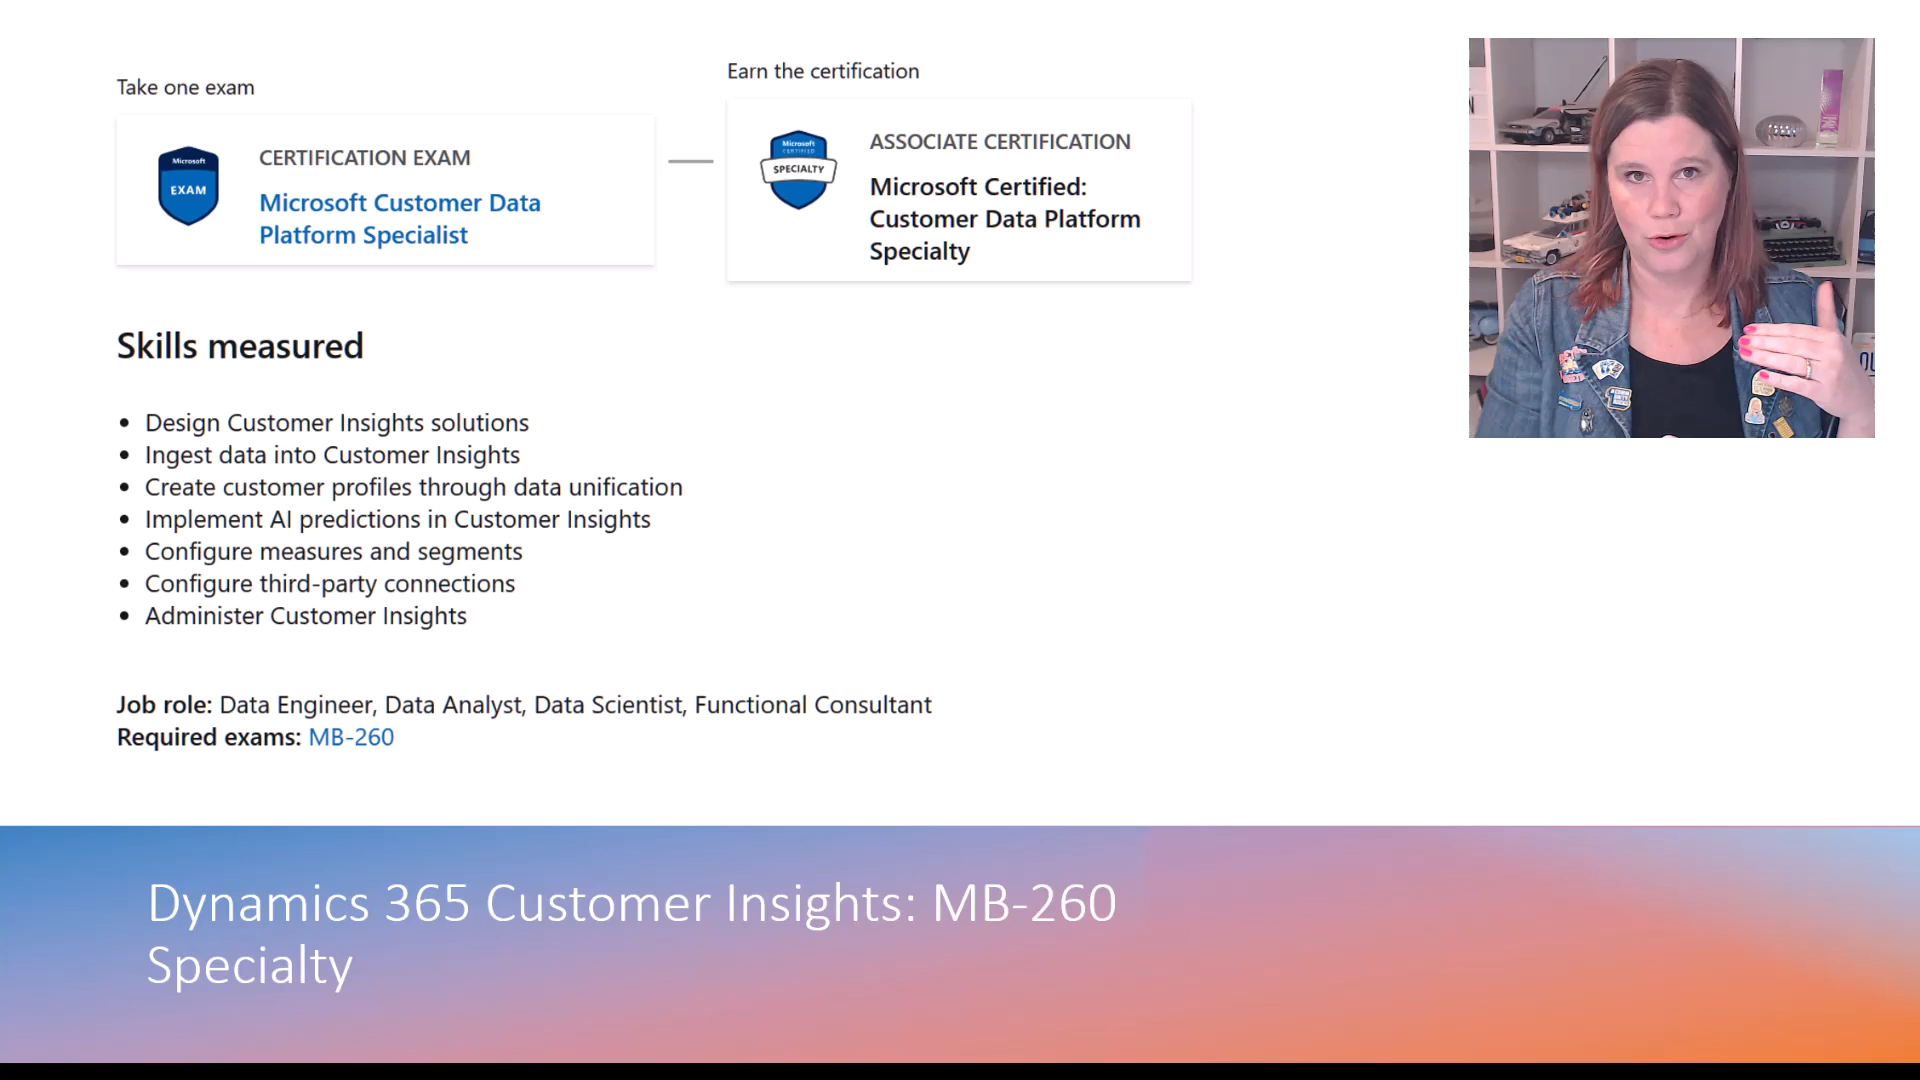 Take one exam
Microsoft
EXAM
CERTIFICATION EXAM
Microsoft Customer Data
Platform Specialist
Earn the certification
Microsoft
CERTIFIED
SPECIALTY
ASSOCIATE CERTIFICATION
Microsoft Certified:
Customer Data Platform
Specialty
Skills measured
• Design Customer Insights solutions
• Ingest data into Customer Insights
• Create customer profiles through data unification
• Implement AI predictions in Customer Insights
• Configure measures and segments
• Configure third-party connections
• Administer Customer Insights
Job role: Data Engineer, Data Analyst, Data Scientist, Functional Consultant
Required exams: MB-260
Dynamics 365 Customer Insights: MB-260
Specialty